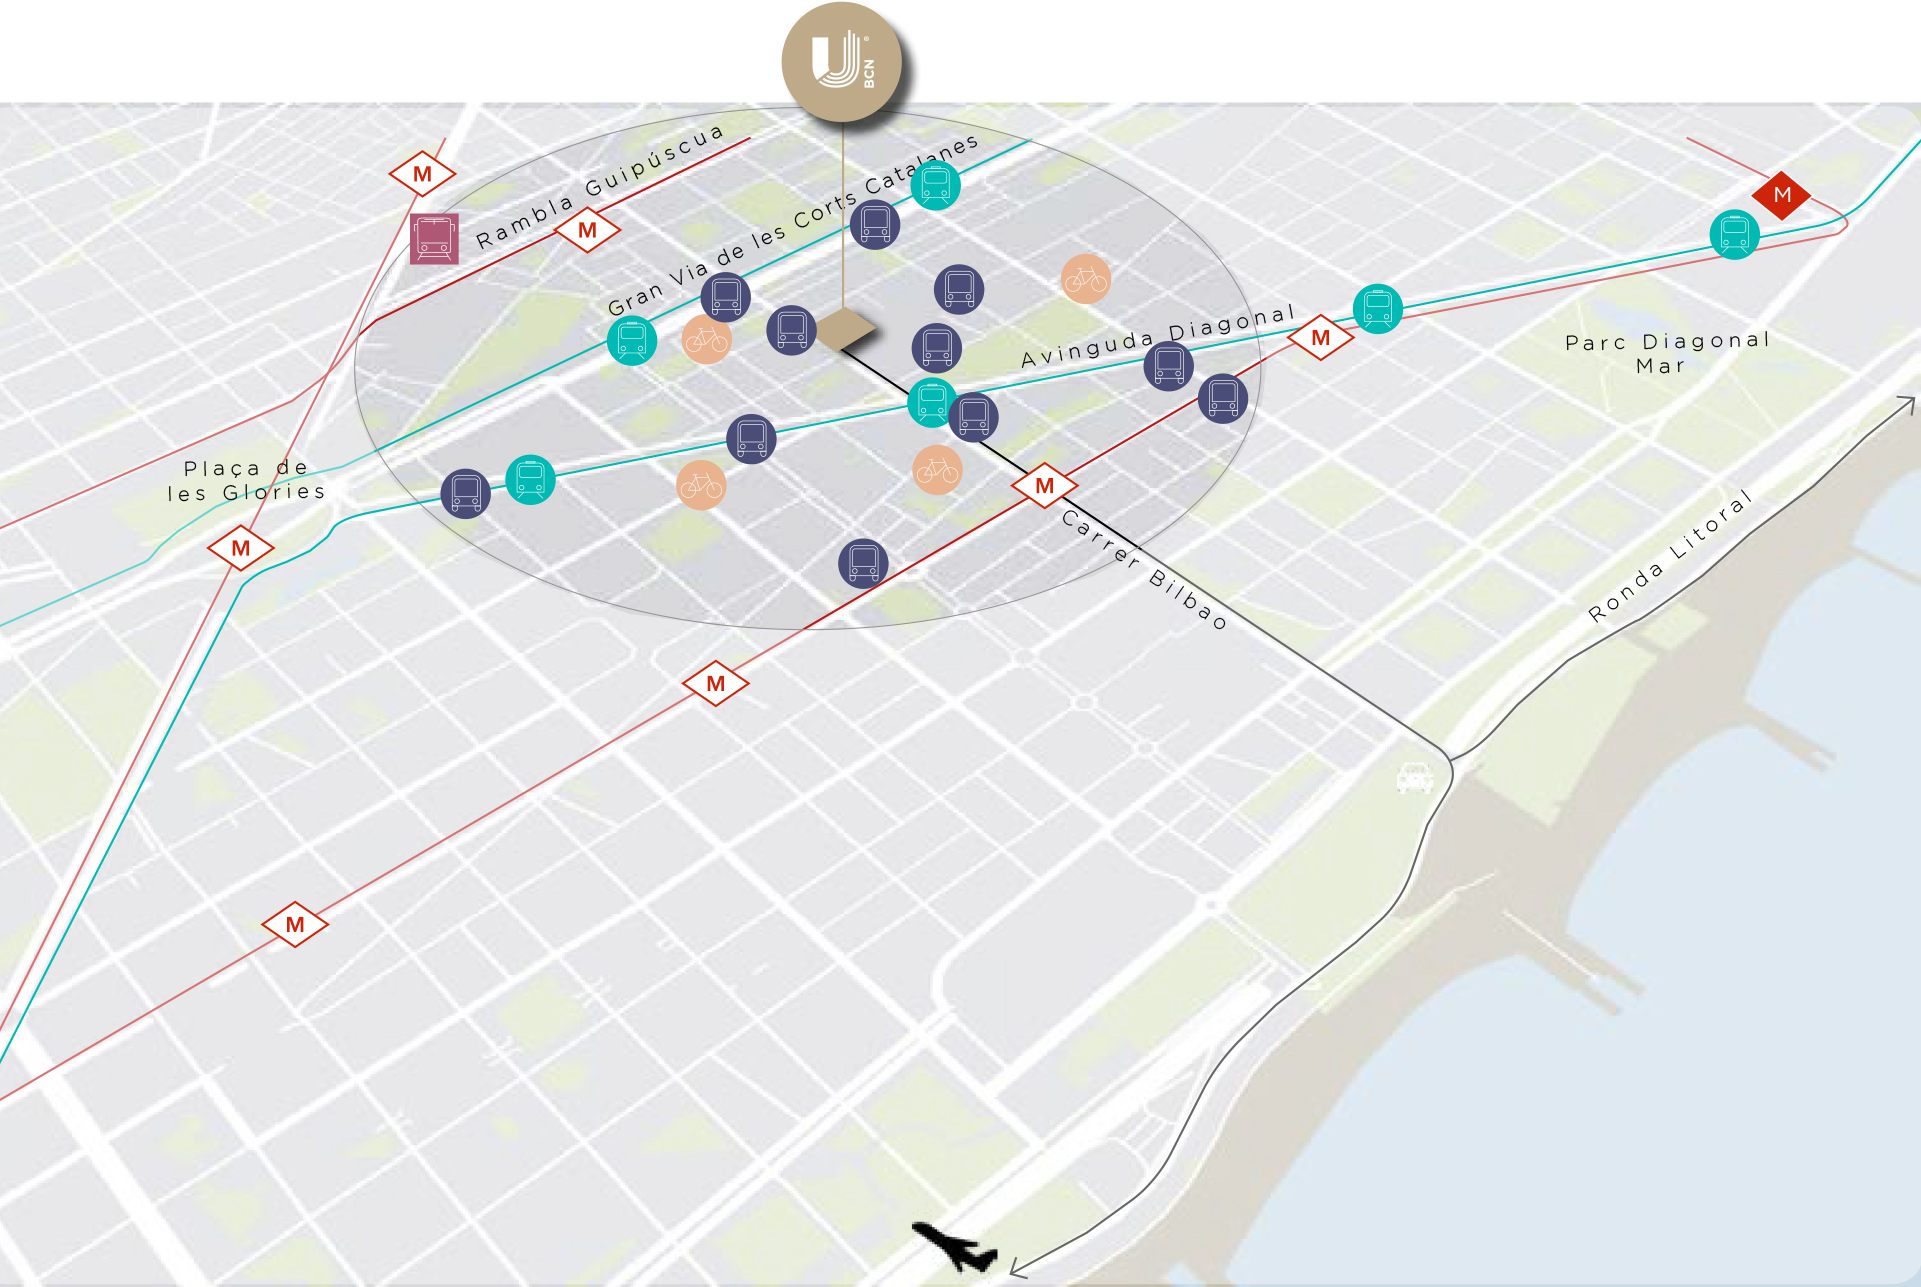 U®
BCN
Rambla Guipúscua
M
M
Gran Via de les Corts Catalanes
M
Avinguda Diagonal
M
Parc Diagonal
Mar
Plaça de
les Glories
M
M
Carrer Bilbao
Ronda Litoral
M
M